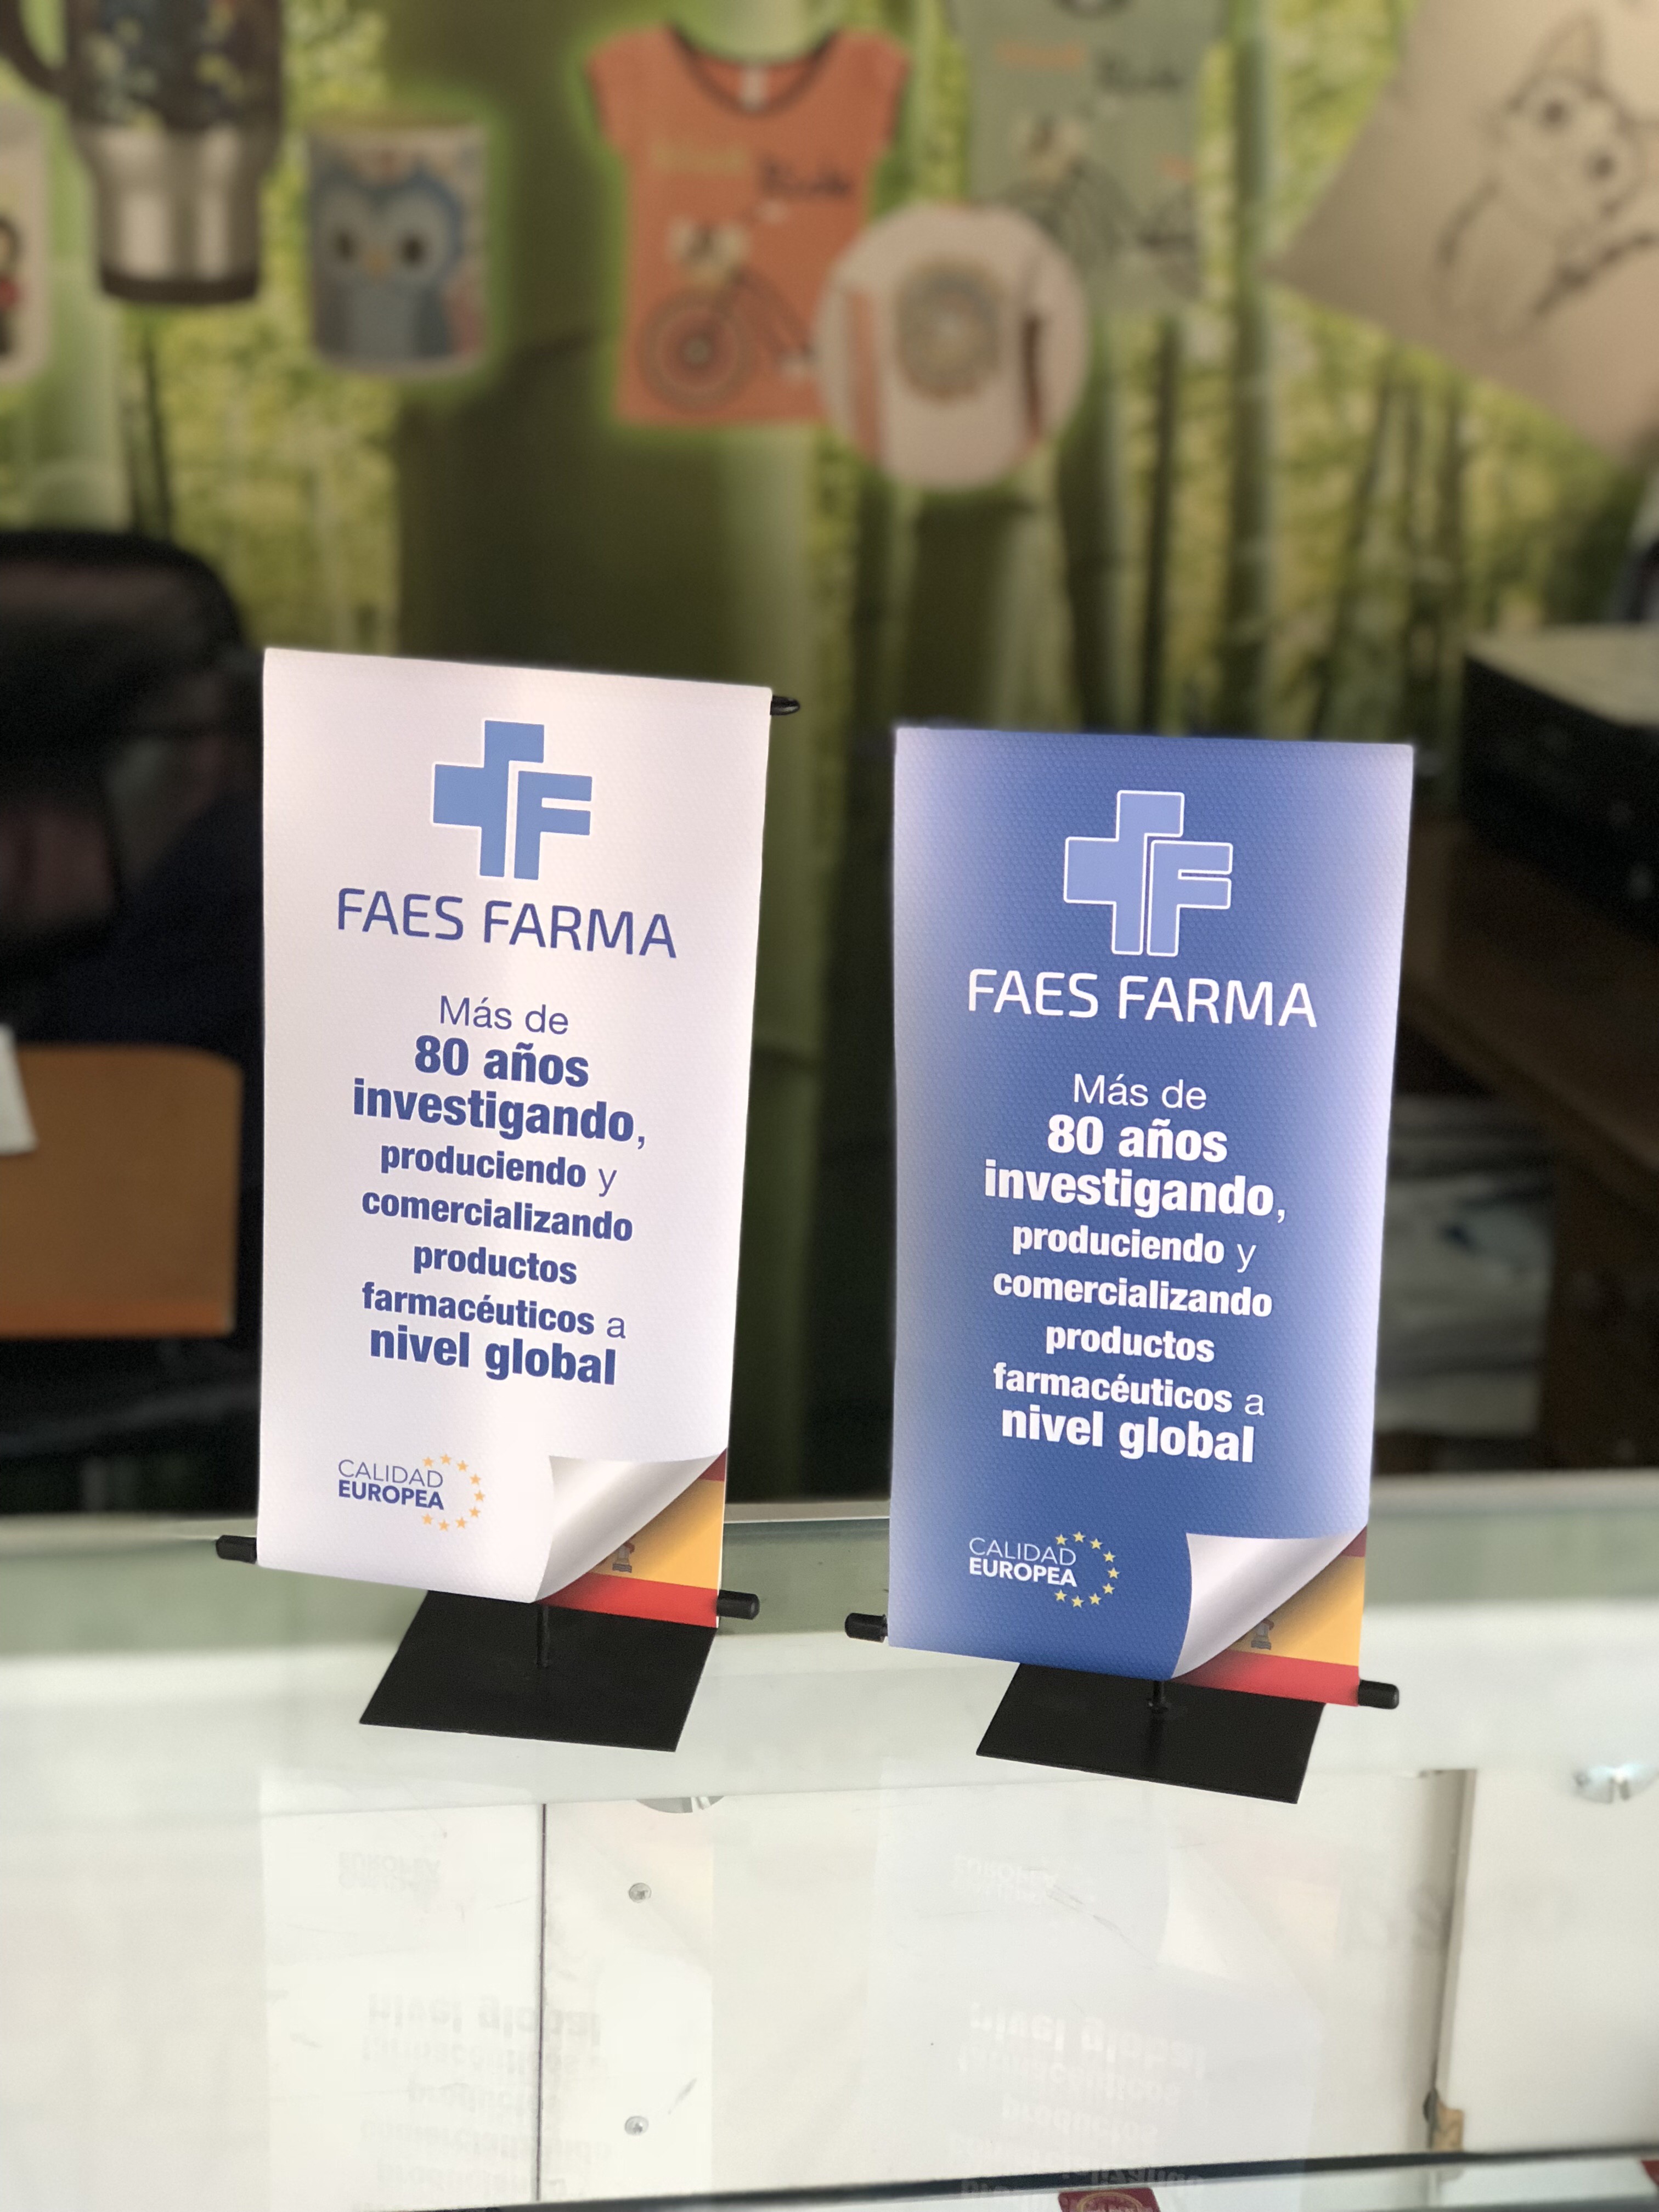 FAES FARMA
Más de
80 años
investigando,
produciendo y
comercializando
productos
farmacéuticos a
nivel global
CALIDAD
EUROPEA
FAES FARMA
Más de
80 años
investigando,
produciendo y
comercializando
productos
farmacéuticos a
nivel global
CALIDAD
EUROPEA